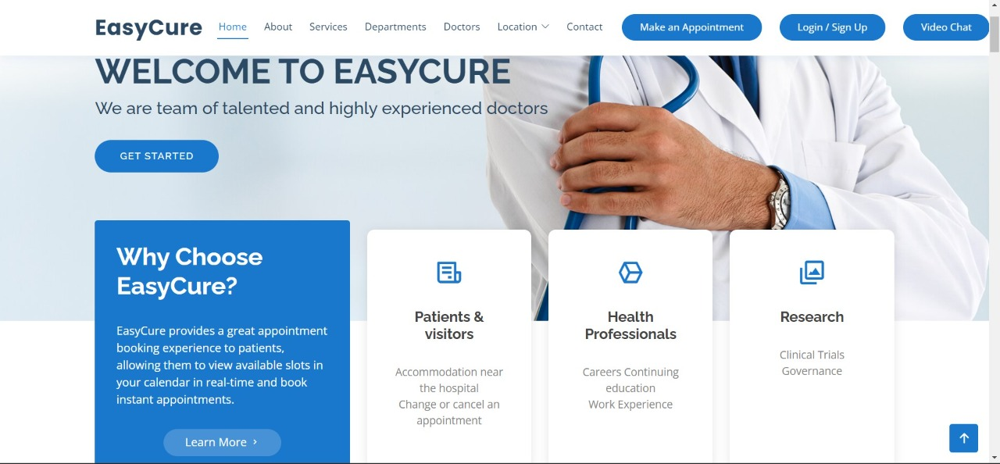 EasyCure
Home
About
Services
Departments
Doctors
Location
Contact
Make an Appointment
Login / Sign Up
Video Chat
WELCOME TO EASYCURE
We are team of talented and highly experienced doctors
GET STARTED
Why Choose
EasyCure?
EasyCure provides a great appointment
booking experience to patients,
allowing them to view available slots in
your calendar in real-time and book
instant appointments.
Learn More
Patients &
visitors
Accommodation near
the hospital
Change or cancel an
appointment
Health
Professionals
Careers Continuing
education
Work Experience
Research
Clinical Trials
Governance